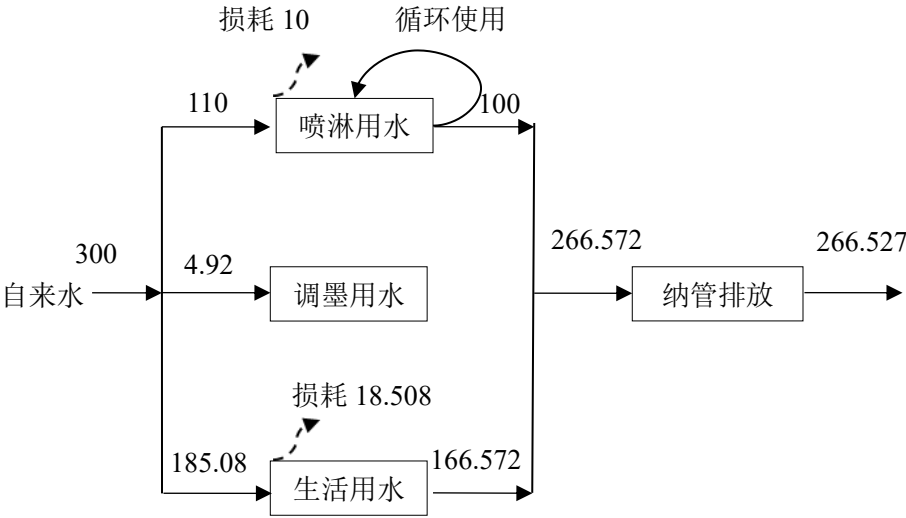 损耗 10
循环使用
110
喷淋用水
100
自来水
300
4.92
调墨用水
266.572
纳管排放
266.527
损耗 18.508
185.08
生活用水
166.572